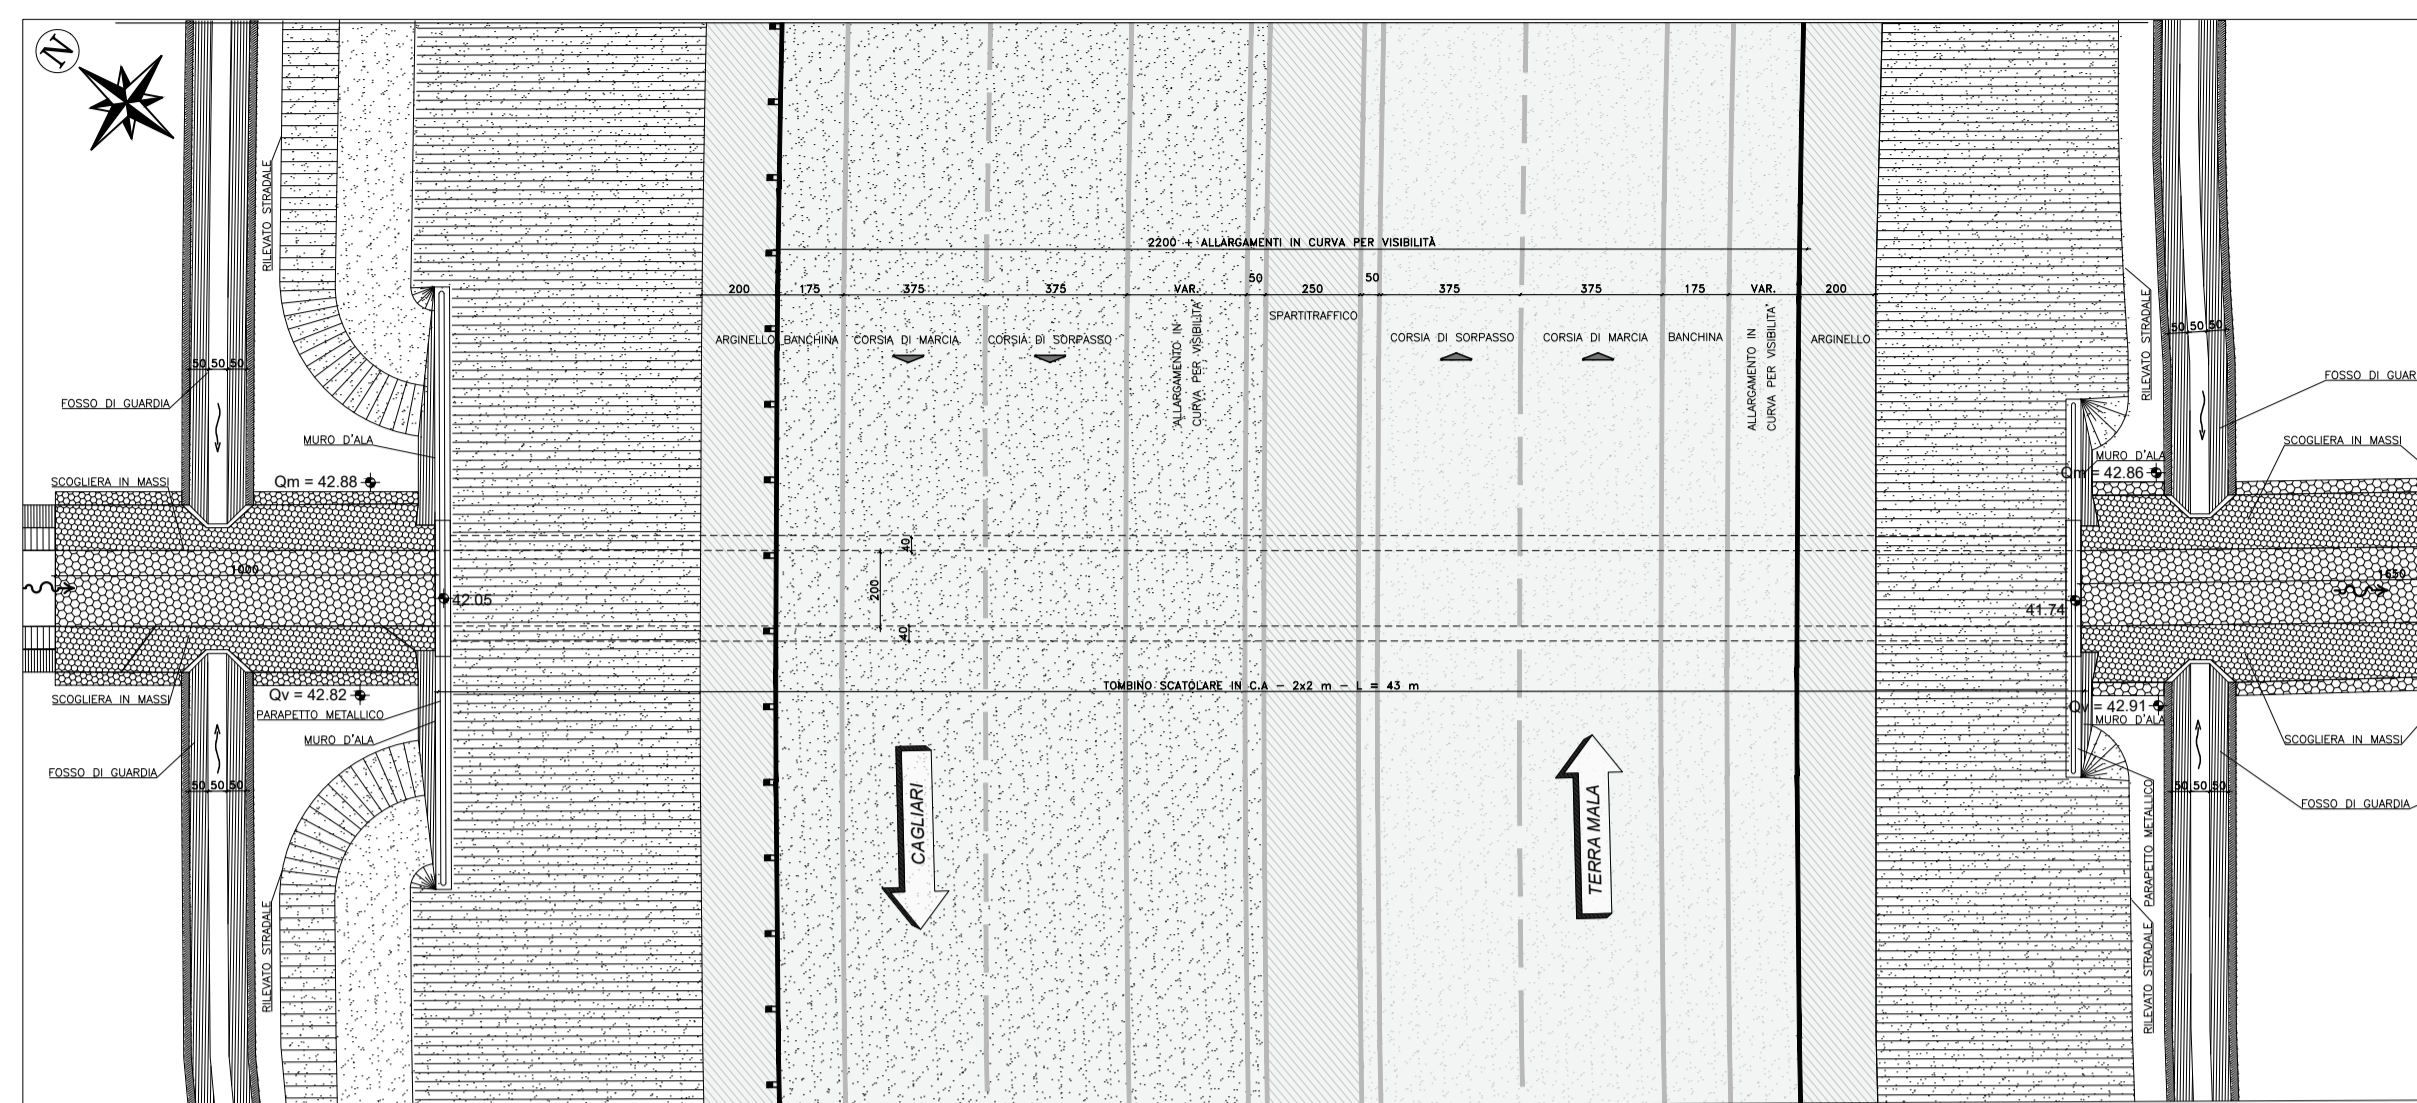 N
2200 + ALLARGAMENTI IN CURVA PER VISIBILITÀ
200
175
375
375
VAR.
50
250
50
375
375
175
VAR.
200
ARGINELLO
BANCHINA
CORSIA DI MARCIA
CORSIA DI SORPASSO
ALLARGAMENTO IN
CURVA PER VISIBILITA'
SPARTITRAFFICO
CORSIA DI SORPASSO
CORSIA DI MARCIA
BANCHINA
ALLARGAMENTO IN
CURVA PER VISIBILITA'
ARGINELLO
RILEVATO STRADALE
50 50 50
FOSSO DI GUARDIA
MURO D'ALA
SCOGLIERA IN MASSI
Qm = 42.88
1000
42.05
SCOGLIERA IN MASSI
Qv = 42.82
PARAPETTO METALLICO
MURO D'ALA
FOSSO DI GUARDIA
50 50 50
RILEVATO STRADALE
40
200
40
TOMBINO SCATOLARE IN C.A - 2x2 m - L = 43 m
CAGLIARI
TERRA MALA
RILEVATO STRADALE
50 50 50
FOSSO DI GUAR
SCOGLIERA IN MASSI
MURO D'ALA
Qm = 42.86
1650
41.74
Qv = 42.91
MURO D'ALA
SCOGLIERA IN MASSI
50 50 50
FOSSO DI GUARDIA
PARAPETTO METALLICO
RILEVATO STRADALE